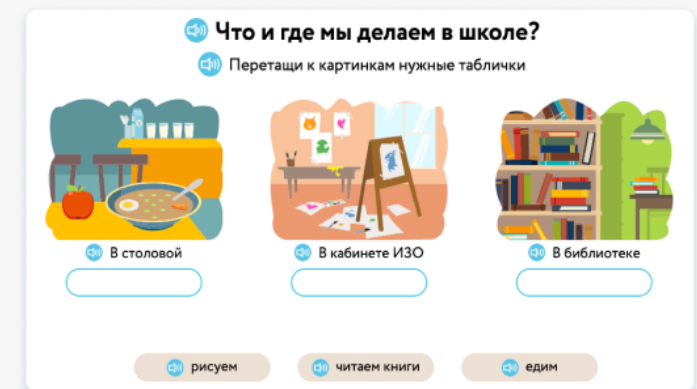 Что и где мы делаем в школе?
Перетащи к картинкам нужные таблички
В столовой
В кабинете ИЗО
В библиотеке
рисуем
читаем книги
едим